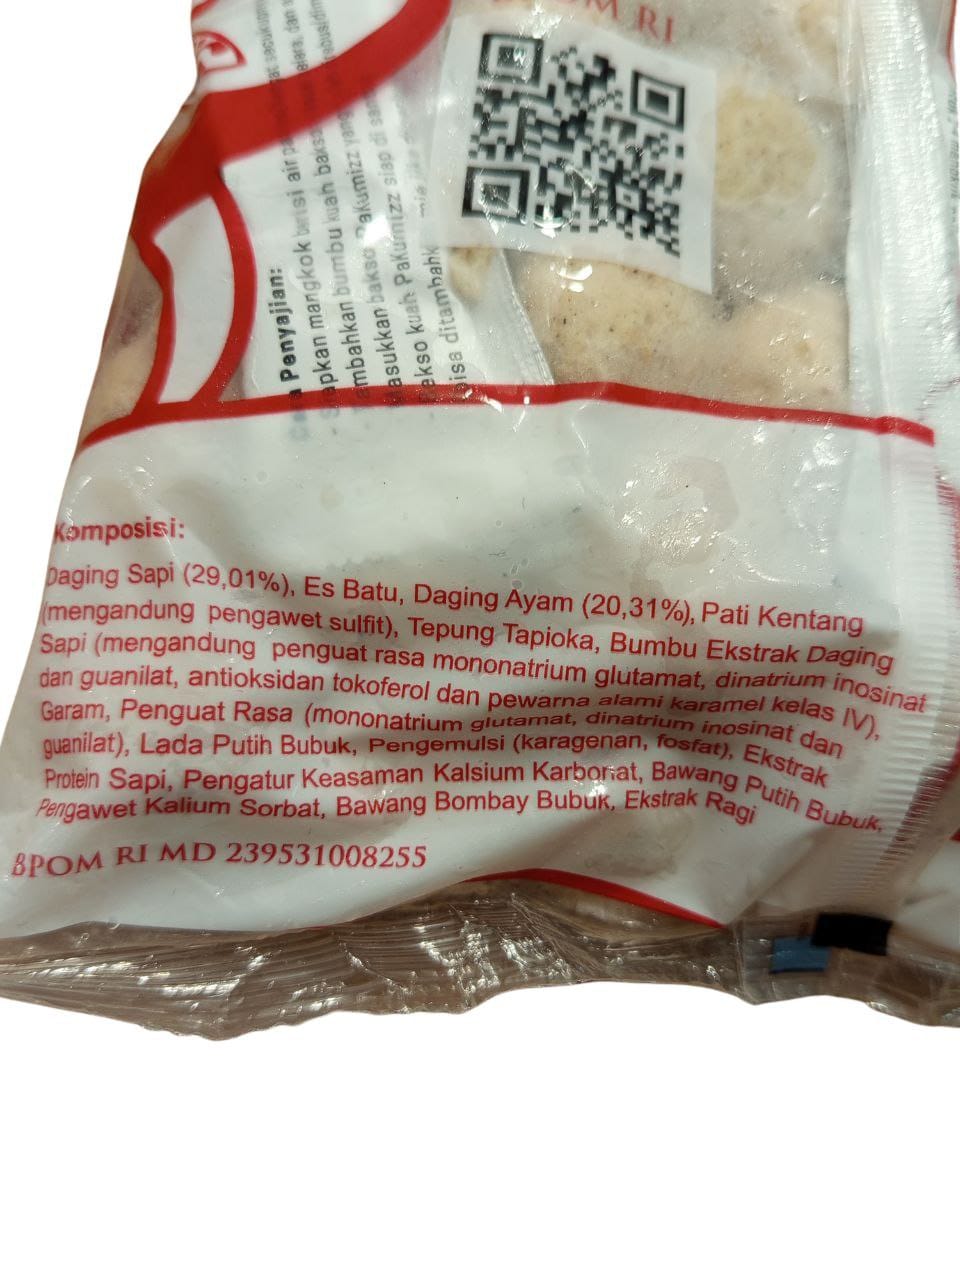 BPOM RI
Penyajian:
mangkok berisi air
ambahkan bumbu kuah bakso
asukkan bakso Pakumizz yang
akso kuah Pakumizz siap di
isa ditambahk
Komposisi:
Daging Sapi (29,01%), Es Batu, Daging Ayam (20,31%), Pati Kentang
(mengandung pengawet sulfit), Tepung Tapioka, Bumbu Ekstrak Daging
Sapi (mengandung penguat rasa mononatrium glutamat, dinatrium inosinat
dan guanilat, antioksidan tokoferol dan pewarna alami karamel kelas IV),
Garam, Penguat Rasa (mononatrium glutamat, dinatrium inosinat dan
guanilat), Lada Putih Bubuk, Pengemulsi (karagenan, fosfat), Ekstrak
Protein Sapi, Pengatur Keasaman Kalsium Karbonat, Bawang Putih Bubuk,
Pengawet Kalium Sorbat, Bawang Bombay Bubuk, Ekstrak Ragi
BPOM RI MD 239531008255